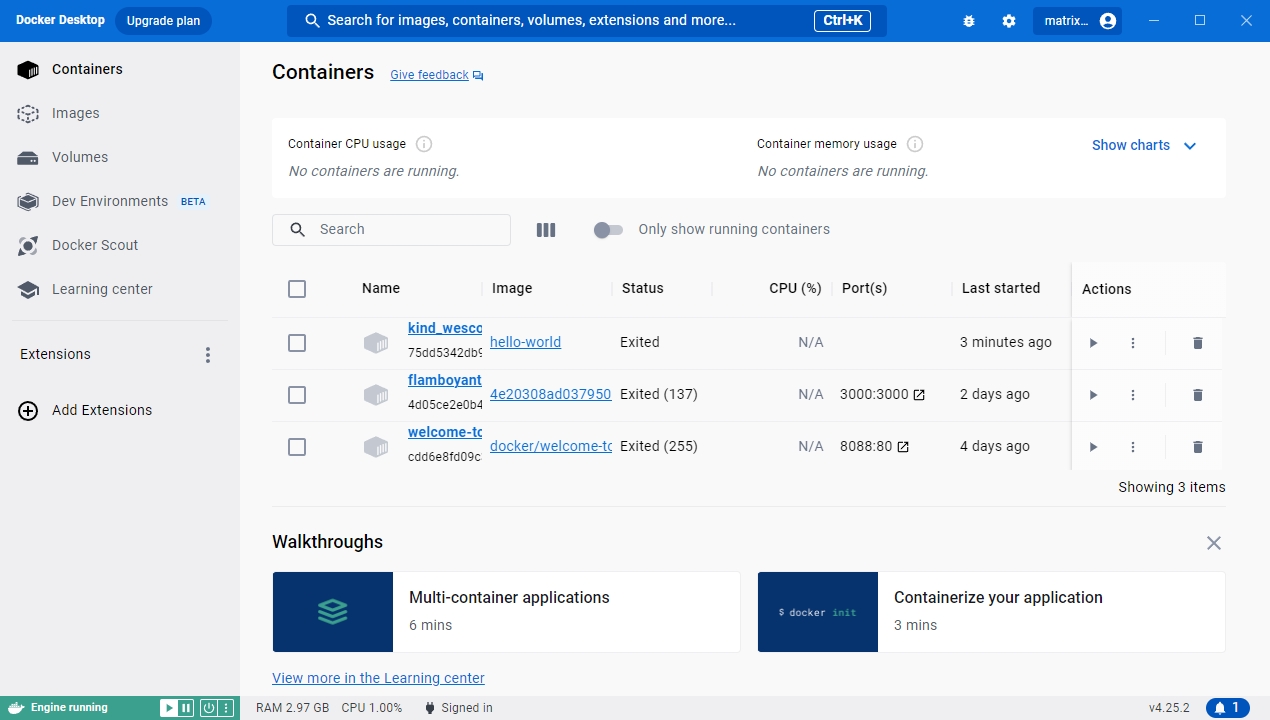 Docker Desktop
Upgrade plan
Search for images, containers, volumes, extensions and more...
Ctrl+K
matrix...
Containers
Images
Volumes
Dev Environments BETA
Docker Scout
Learning center
Extensions
Add Extensions
Containers
Give feedback
Container CPU usage
No containers are running.
Container memory usage
No containers are running.
Show charts
Search
Only show running containers
Name Image Status CPU (%) Port(s) Last started Actions
kind_wesco
75dd5342db9
hello-world Exited N/A 3 minutes ago
flamboyant
4d05ce2e0b4
4e20308ad037950 Exited (137) N/A 3000:3000 2 days ago
welcome-to
cdd6e8fd09c
docker/welcome-to Exited (255) N/A 8088:80 4 days ago
Showing 3 items
Walkthroughs
Multi-container applications
6 mins
$ docker init
Containerize your application
3 mins
View more in the Learning center
Engine running
RAM 2.97 GB CPU 1.00% Signed in
v4.25.2
1